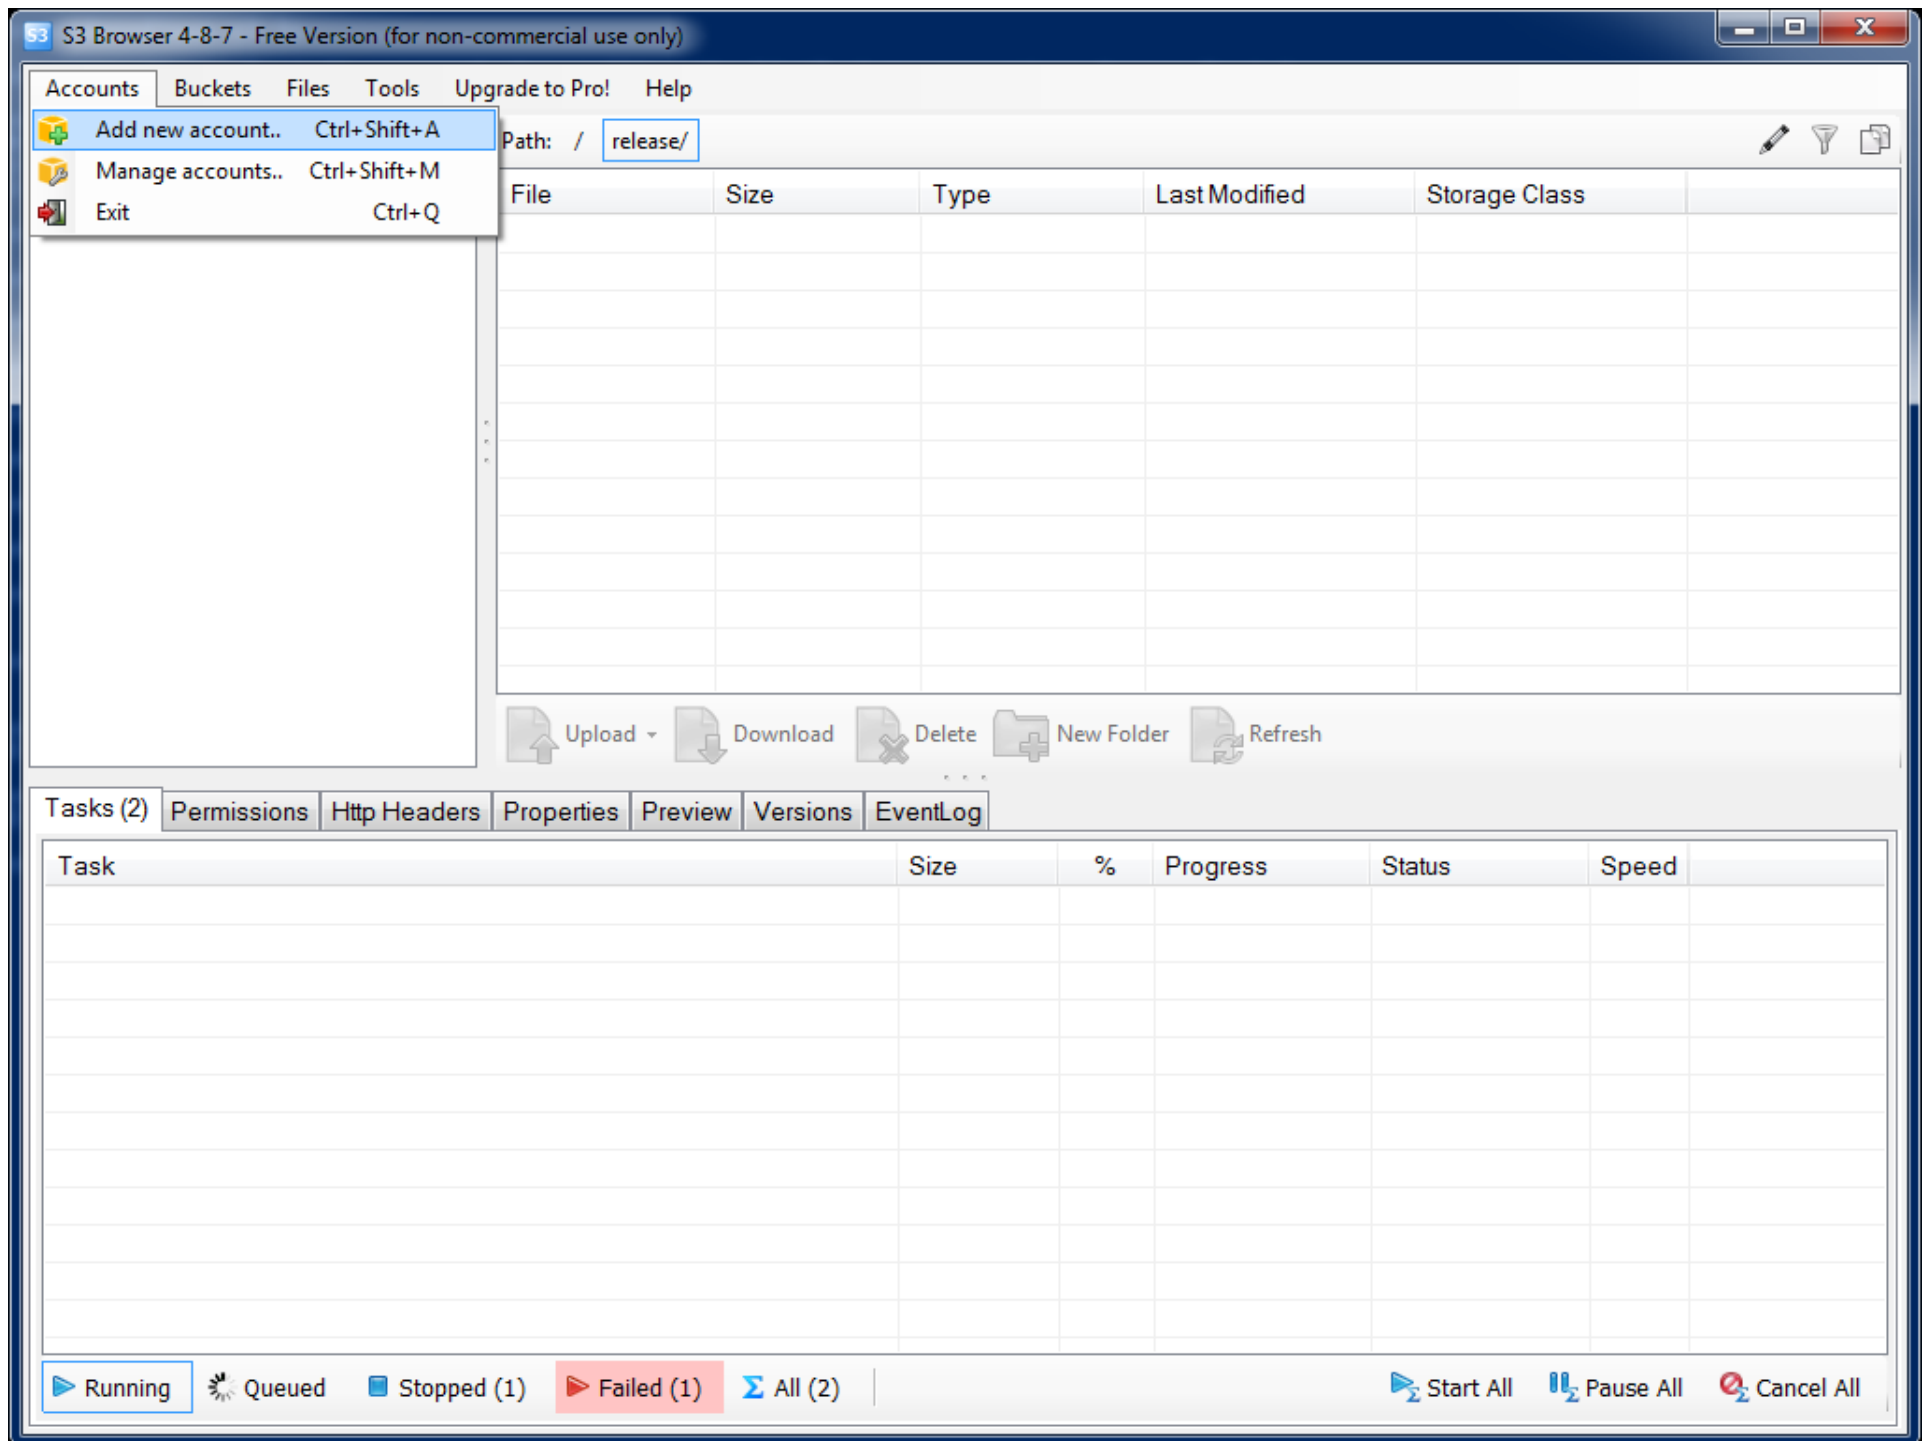 S3 S3 Browser 4-8-7 - Free Version (for non-commercial use only)
Accounts Buckets Files Tools Upgrade to Pro! Help
Add new account.. Ctrl+Shift+A
Manage accounts.. Ctrl+Shift+M
Exit Ctrl+Q
Path: / release/
File Size Type Last Modified Storage Class
Upload Download Delete New Folder Refresh
Tasks (2) Permissions Http Headers Properties Preview Versions EventLog
Task Size % Progress Status Speed
Running Queued Stopped (1) Failed (1) Σ All (2) Start All Pause All Cancel All